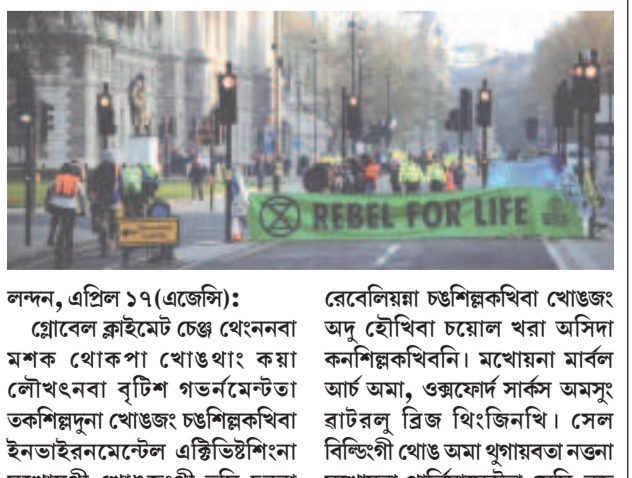 REBEL FOR LIFE
লন্দন, এপ্রিল ১৭(এজেন্সি):
গ্লোবেল ক্লাইমেট চেঞ্জ থেংননবা
মশক থোকপা খোঙথাং কয়া
লৌখৎনবা বৃটিশ গভর্নমেন্টতা
তকশিল্লদুনা খোঙজং চঙশিল্লকখিবা
ইনভাইরনমেন্টেল এক্টিভিষ্টশিংনা
রেবেলিয়ন্না চঙশিল্লকখিবা খোঙজং
অদু হৌখিবা চয়োল খরা অসিদা
কনশিল্লকখিবনি। মখোয়না মার্বল
আর্চ অমা, ওক্সফোর্দ সার্কস অমসুং
ৱাটরলু ব্রিজ থিংজিনখি। সেল
বিল্ডিংগী থোঙ অমা থুগায়বতা নত্তনা